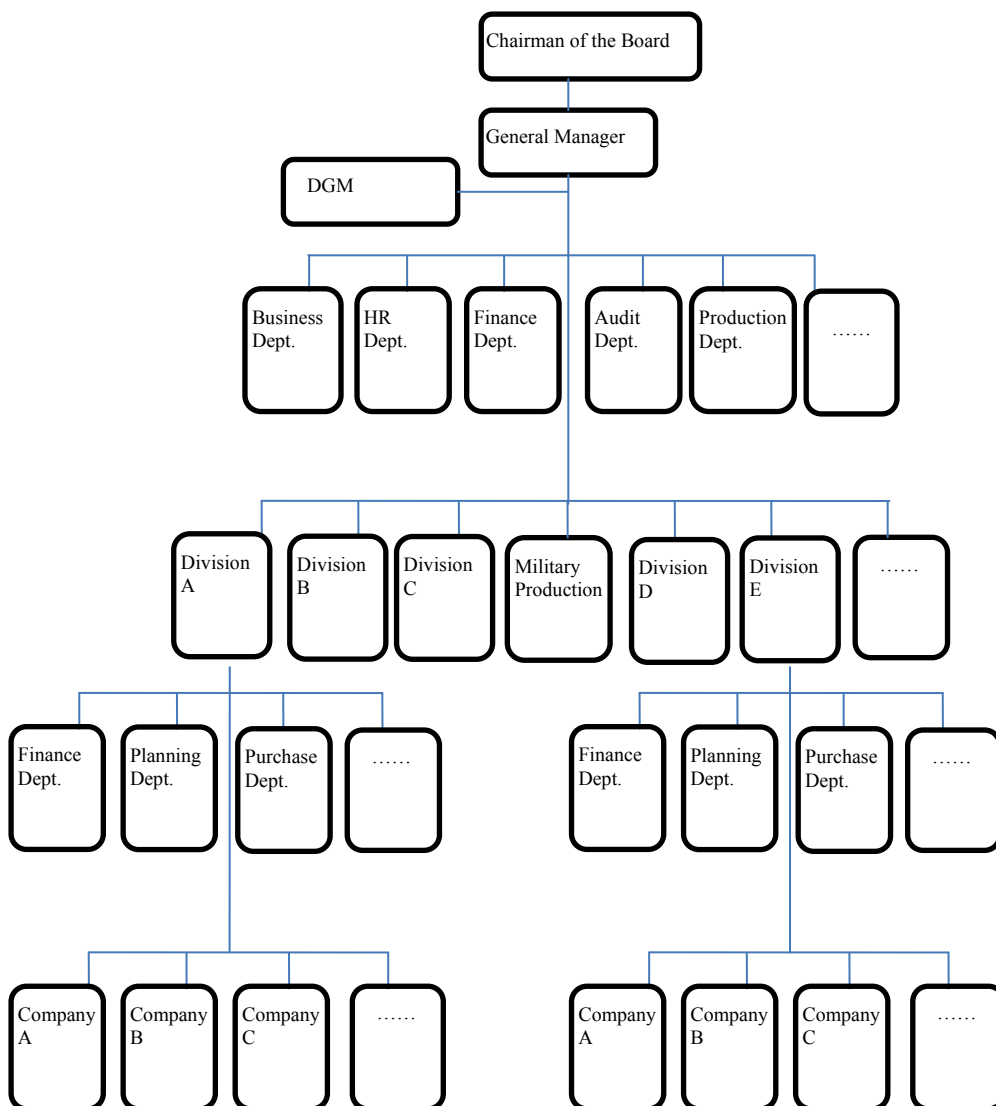 Chairman of the Board
General Manager
DGM
Business
Dept.
HR
Dept.
Finance
Dept.
Audit
Dept.
Production
Dept.
……
Division
A
Division
B
Division
C
Military
Production
Division
D
Division
E
……
Finance
Dept.
Planning
Dept.
Purchase
Dept.
……
Finance
Dept.
Planning
Dept.
Purchase
Dept.
……
Company
A
Company
B
Company
C
……
Company
A
Company
B
Company
C
……